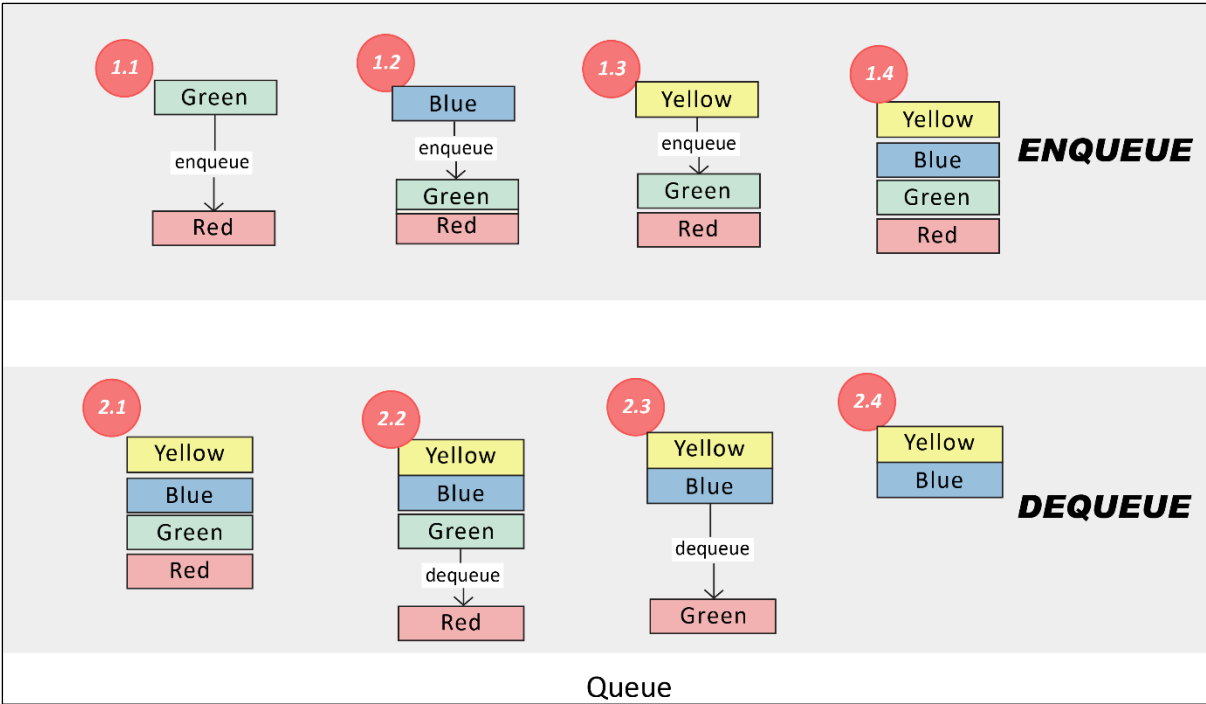 1.1
Green
enqueue
Red
1.2
Blue
enqueue
Green
Red
1.3
Yellow
enqueue
Green
Red
1.4
Yellow
Blue
Green
Red
ENQUEUE
2.1
Yellow
Blue
Green
Red
2.2
Yellow
Blue
Green
dequeue
Red
2.3
Yellow
Blue
dequeue
Green
2.4
Yellow
Blue
DEQUEUE
Queue